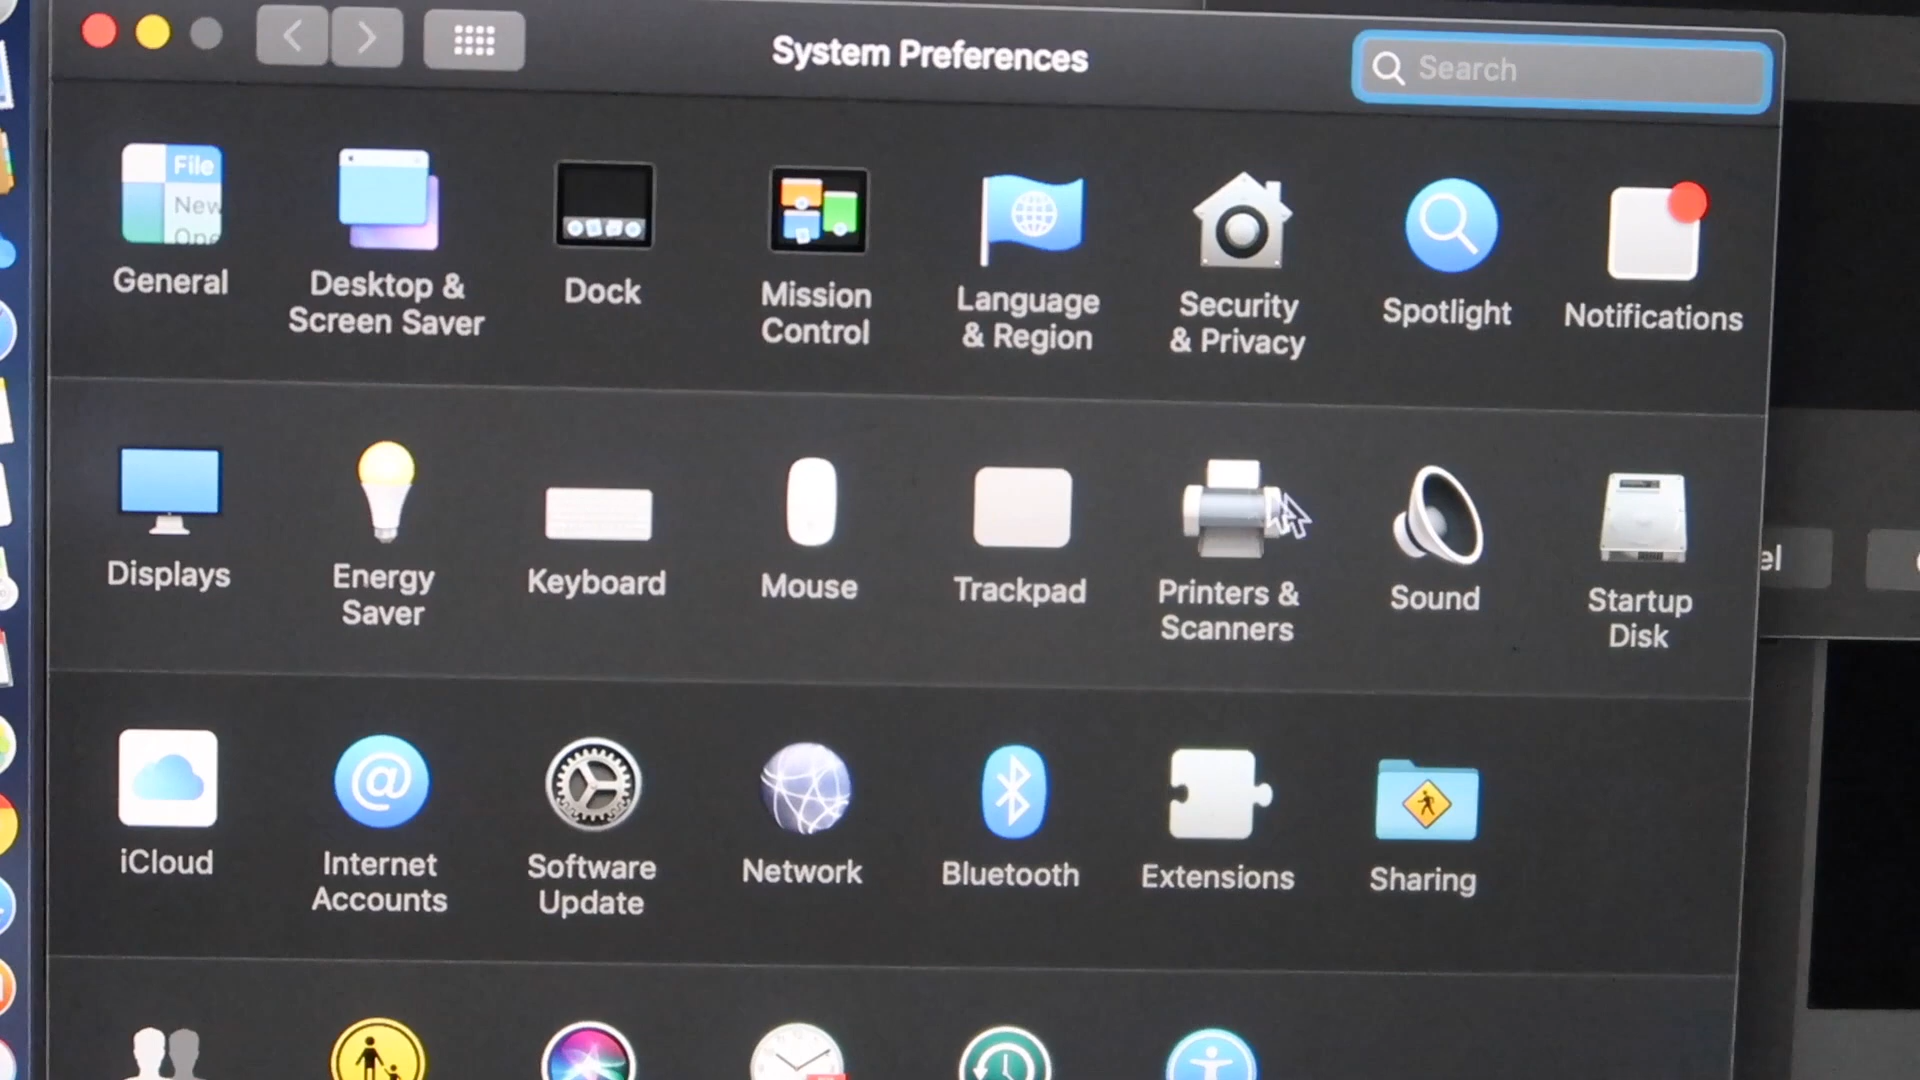 System Preferences
Search
File
New
Ope
General
Desktop &
Screen Saver
Dock
Mission
Control
Language
& Region
Security
& Privacy
Spotlight
Notifications
Displays
Energy
Saver
Keyboard
Mouse
Trackpad
Printers &
Scanners
Sound
Startup
Disk
el
iCloud
@
Internet
Accounts
Software
Update
Network
Bluetooth
Extensions
Sharing